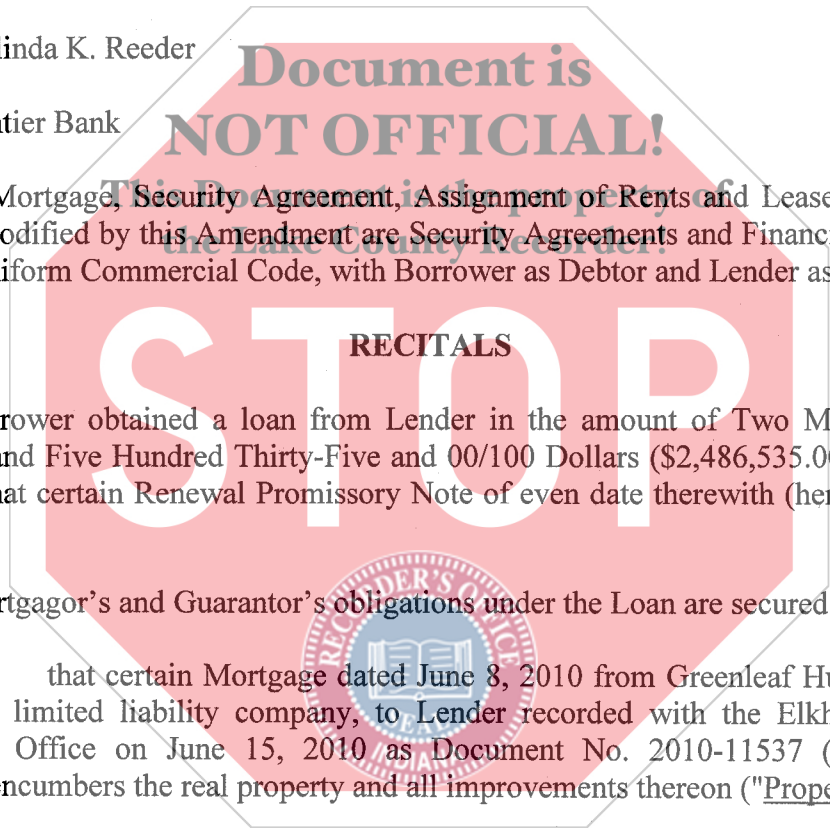 linda K. Reeder
Document is
ntier Bank
NOT OFFICIAL!
This Document is the property of
Mortgage, Security Agreement, Assignment of Rents and Lease
the Lake County Recorder!
odified by this Amendment are Security Agreements and Financi
iform Commercial Code, with Borrower as Debtor and Lender as
STOP
RECITALS
rower obtained a loan from Lender in the amount of Two M
and Five Hundred Thirty-Five and 00/100 Dollars ($2,486,535.0
hat certain Renewal Promissory Note of even date therewith (her
rtgagor's and Guarantor's obligations under the Loan are secured
RECORDER'S OFFICE
SEAL
that certain Mortgage dated June 8, 2010 from Greenleaf Hu
limited liability company, to Lender recorded with the Elkh
Office on June 15, 2010 as Document No. 2010-11537 (
encumbers the real property and all improvements thereon ("Prope